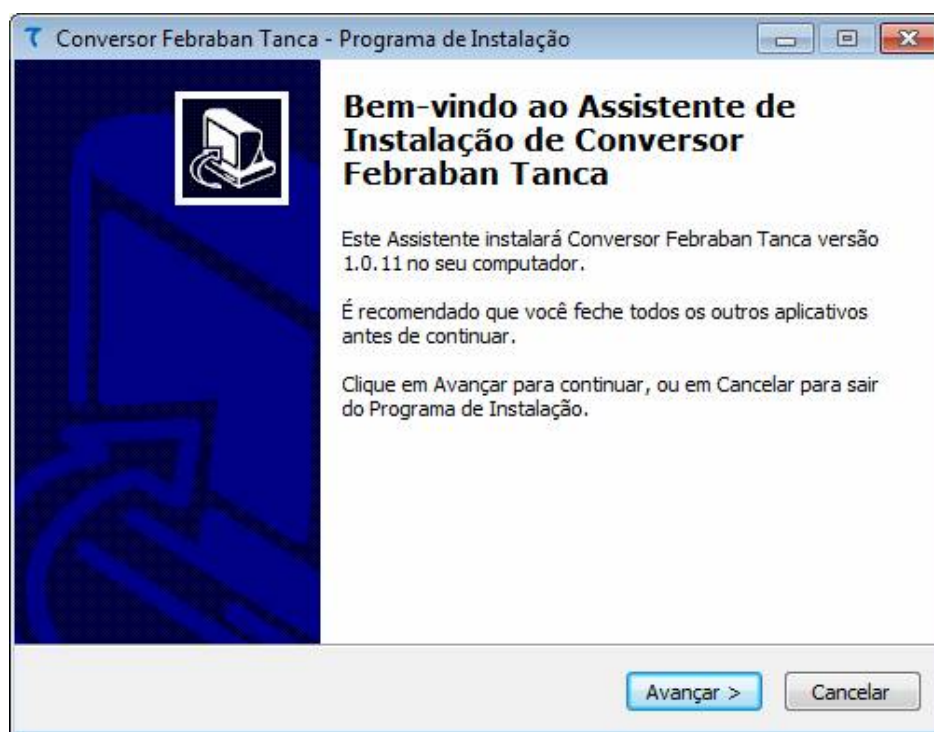 Conversor Febraban Tanca - Programa de Instalação
Bem-vindo ao Assistente de
Instalação de Conversor
Febraban Tanca
Este Assistente instalará Conversor Febraban Tanca versão
1.0.11 no seu computador.
É recomendado que você feche todos os outros aplicativos
antes de continuar.
Clique em Avançar para continuar, ou em Cancelar para sair
do Programa de Instalação.
Avançar >
Cancelar